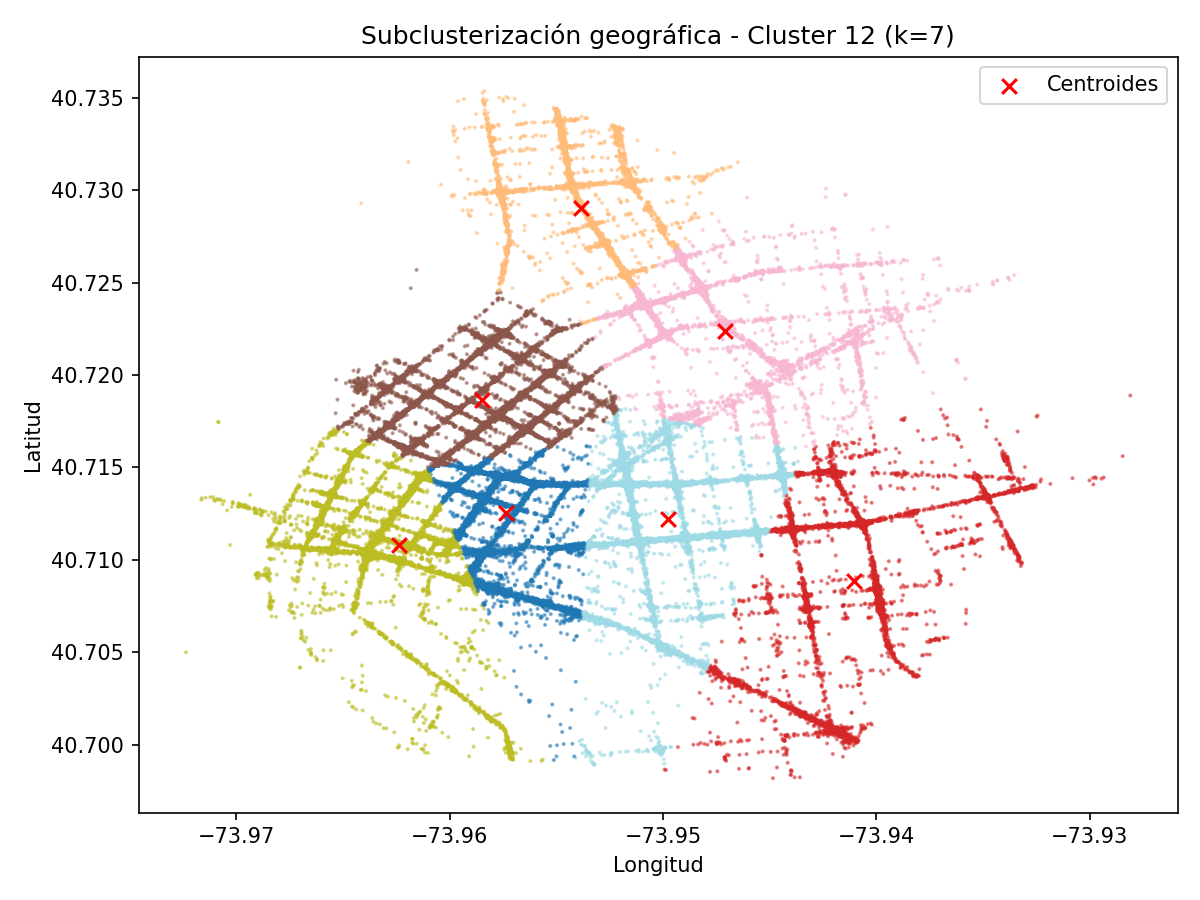 Subclusterización geográfica - Cluster 12 (k=7)
Centroides
40.735
40.730
40.725
40.720
40.715
40.710
40.705
40.700
Latitud
−73.97 −73.96 −73.95 −73.94 −73.93
Longitud